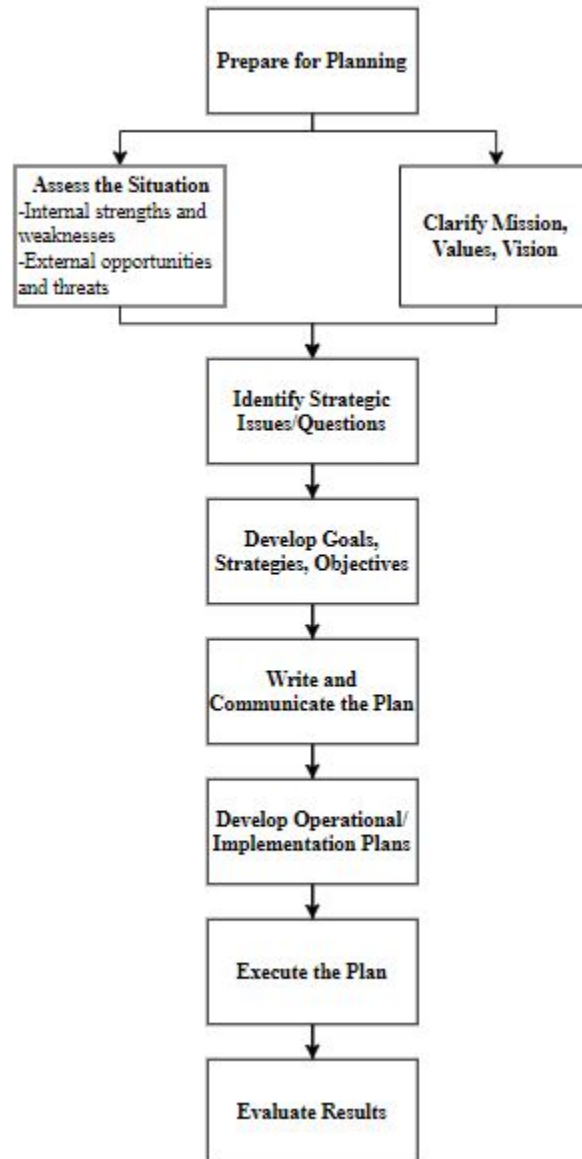 Prepare for Planning
Assess the Situation
-Internal strengths and
weaknesses
-External opportunities
and threats
Clarify Mission,
Values, Vision
Identify Strategic
Issues/Questions
Develop Goals,
Strategies, Objectives
Write and
Communicate the Plan
Develop Operational/
Implementation Plans
Execute the Plan
Evaluate Results